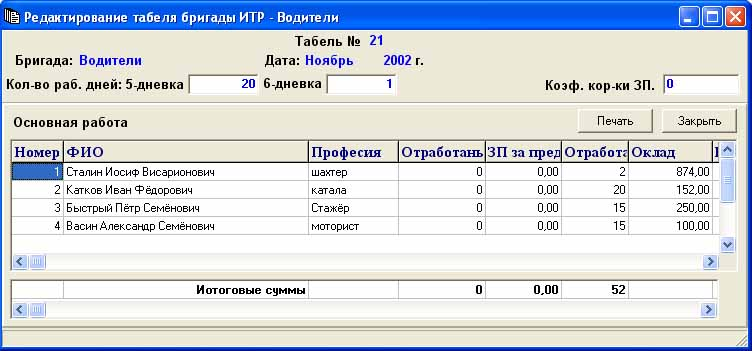 Редактирование табеля бригады ИТР - Водители
Табель № 21
Бригада: Водители Дата: Ноябрь 2002 г.
Кол-во раб. дней: 5-дневка 20 6-дневка 1 Коэф. кор-ки ЗП. 0
Основная работа Печать Закрыть
Номер ФИО Професия Отработань ЗП за пред Отработа Оклад
1 Сталин Иосиф Висарионович шахтер 0 0,00 2 874,00
2 Катков Иван Фёдорович катала 0 0,00 20 152,00
3 Быстрый Пётр Семёнович Стажёр 0 0,00 15 250,00
4 Васин Александр Семёнович моторист 0 0,00 15 100,00
Итоговые суммы 0 0,00 52